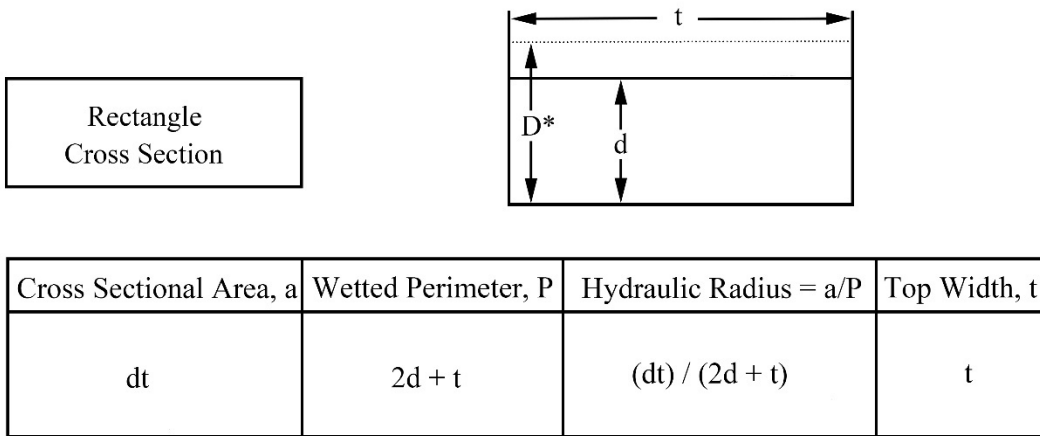 t
Rectangle
Cross Section
D*
d
Cross Sectional Area, a
Wetted Perimeter, P
Hydraulic Radius = a/P
Top Width, t
dt
2d + t
(dt) / (2d + t)
t